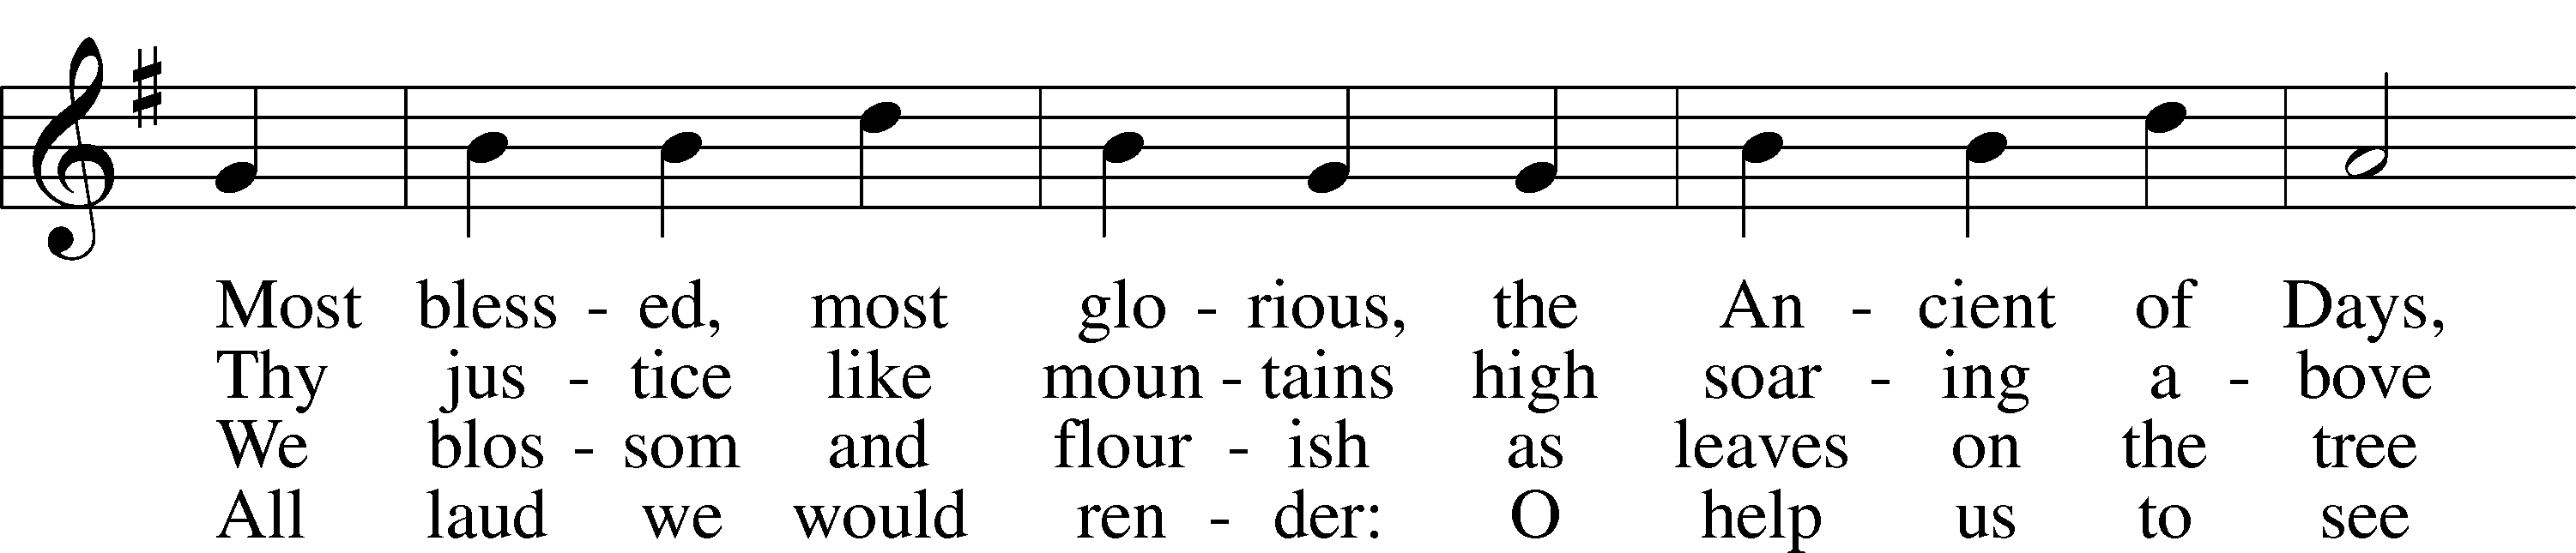 Most bless - ed, most glo - rious, the An - cient of Days,
Thy jus - tice like moun - tains high soar - ing a - bove
We blos - som and flour - ish as leaves on the tree
All laud we would ren - der: O help us to see